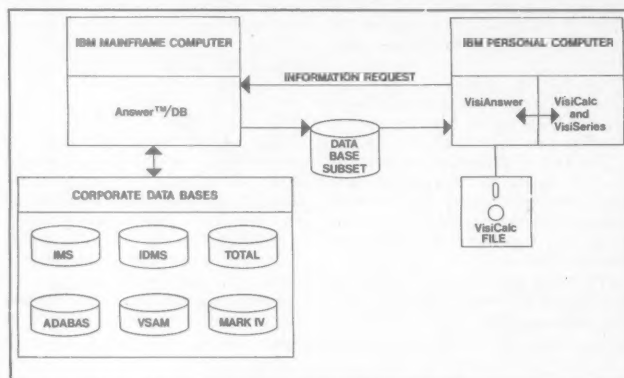 IBM MAINFRAME COMPUTER
Answer™/DB
INFORMATION REQUEST
IBM PERSONAL COMPUTER
VisiAnswer
VisiCalc
and
VisiSeries
DATA
BASE
SUBSET
VisiCalc
FILE
CORPORATE DATA BASES
IMS
IDMS
TOTAL
ADABAS
VSAM
MARK IV